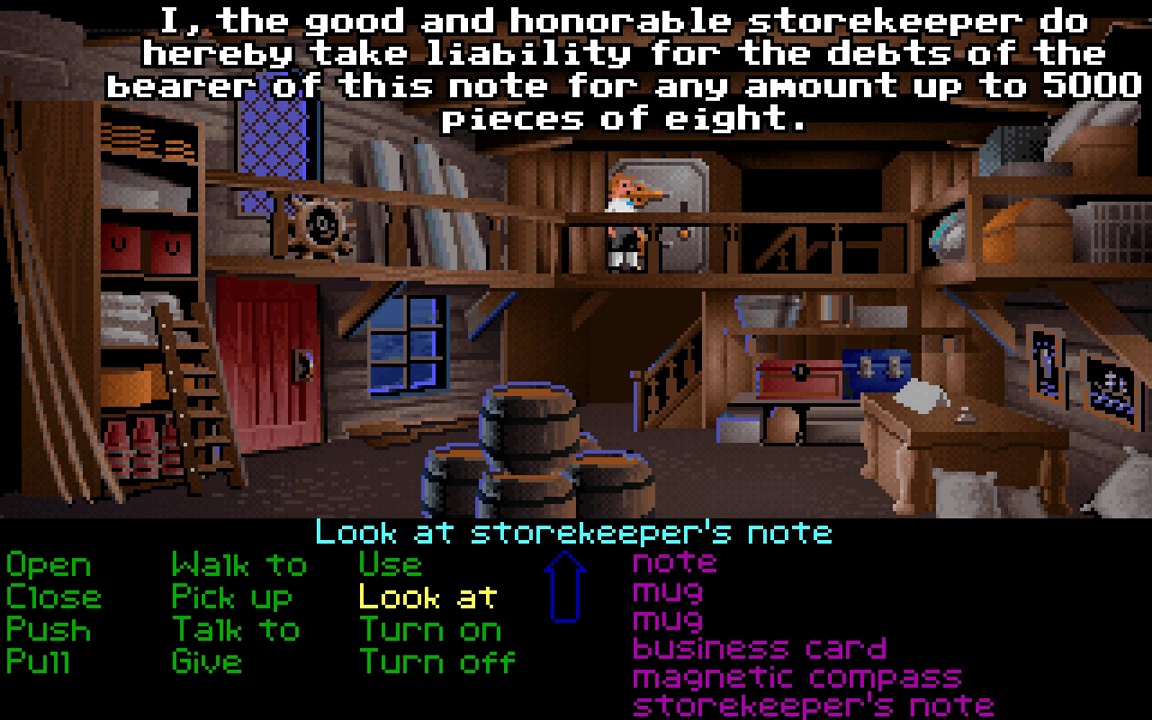 I, the good and honorable storekeeper do
hereby take liability for the debts of the
bearer of this note for any amount up to 5000
pieces of eight.
Look at storekeeper's note
Open Walk to Use
Close Pick up Look at
Push Talk to Turn on
Pull Give Turn off
note
mug
mug
business card
magnetic compass
storekeeper's note